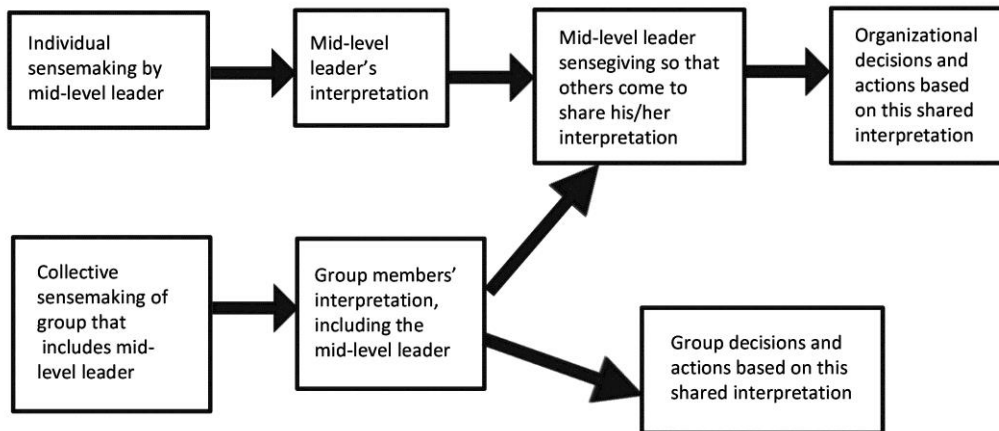 Individual
sensemaking by
mid-level leader
Mid-level
leader's
interpretation
Mid-level leader
sensegiving so that
others come to
share his/her
interpretation
Organizational
decisions and
actions based
on this shared
interpretation
Collective
sensemaking of
group that
includes mid-
level leader
Group members'
interpretation,
including the
mid-level leader
Group decisions and
actions based on this
shared interpretation